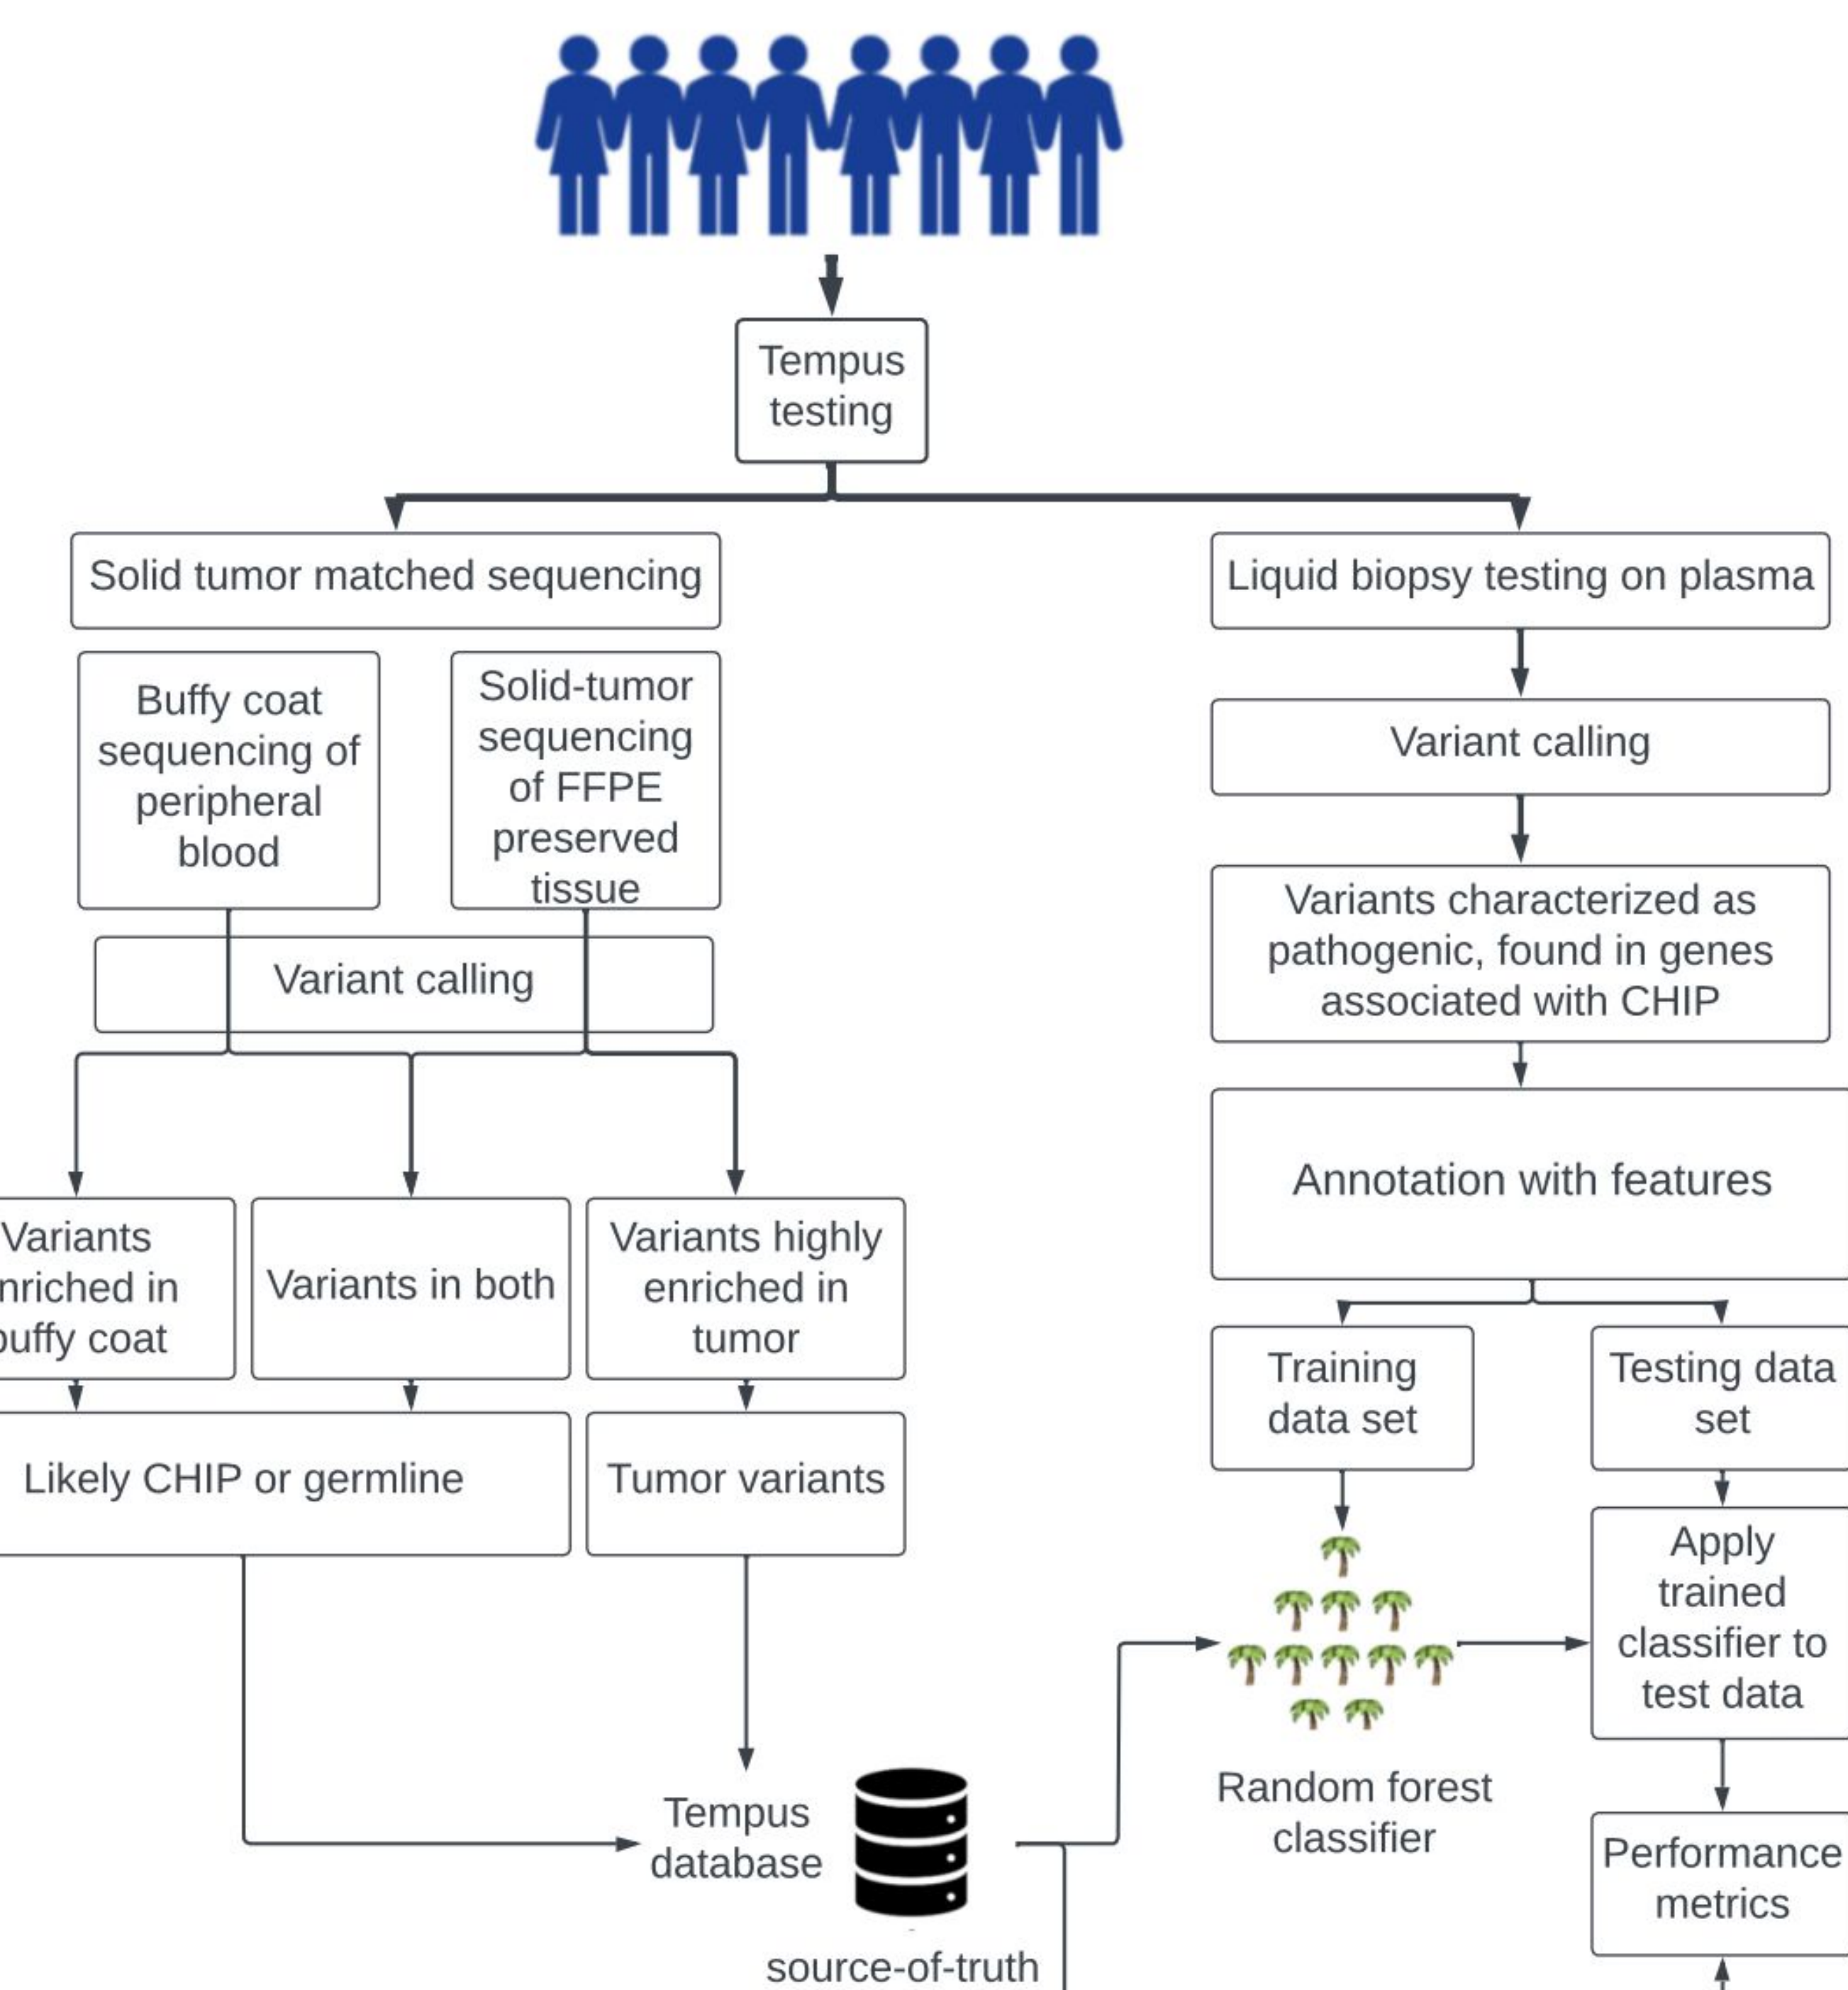 Tempus
testing
Solid tumor matched sequencing
Buffy coat
sequencing of
peripheral
blood
Solid-tumor
sequencing
of FFPE
preserved
tissue
Variant calling
Variants
nriched in
buffy coat
Variants in both
Variants highly
enriched in
tumor
Likely CHIP or germline
Tumor variants
Tempus
database
source-of-truth
Liquid biopsy testing on plasma
Variant calling
Variants characterized as
pathogenic, found in genes
associated with CHIP
Annotation with features
Training
data set
Testing data
set
Random forest
classifier
Apply
trained
classifier to
test data
Performance
metrics